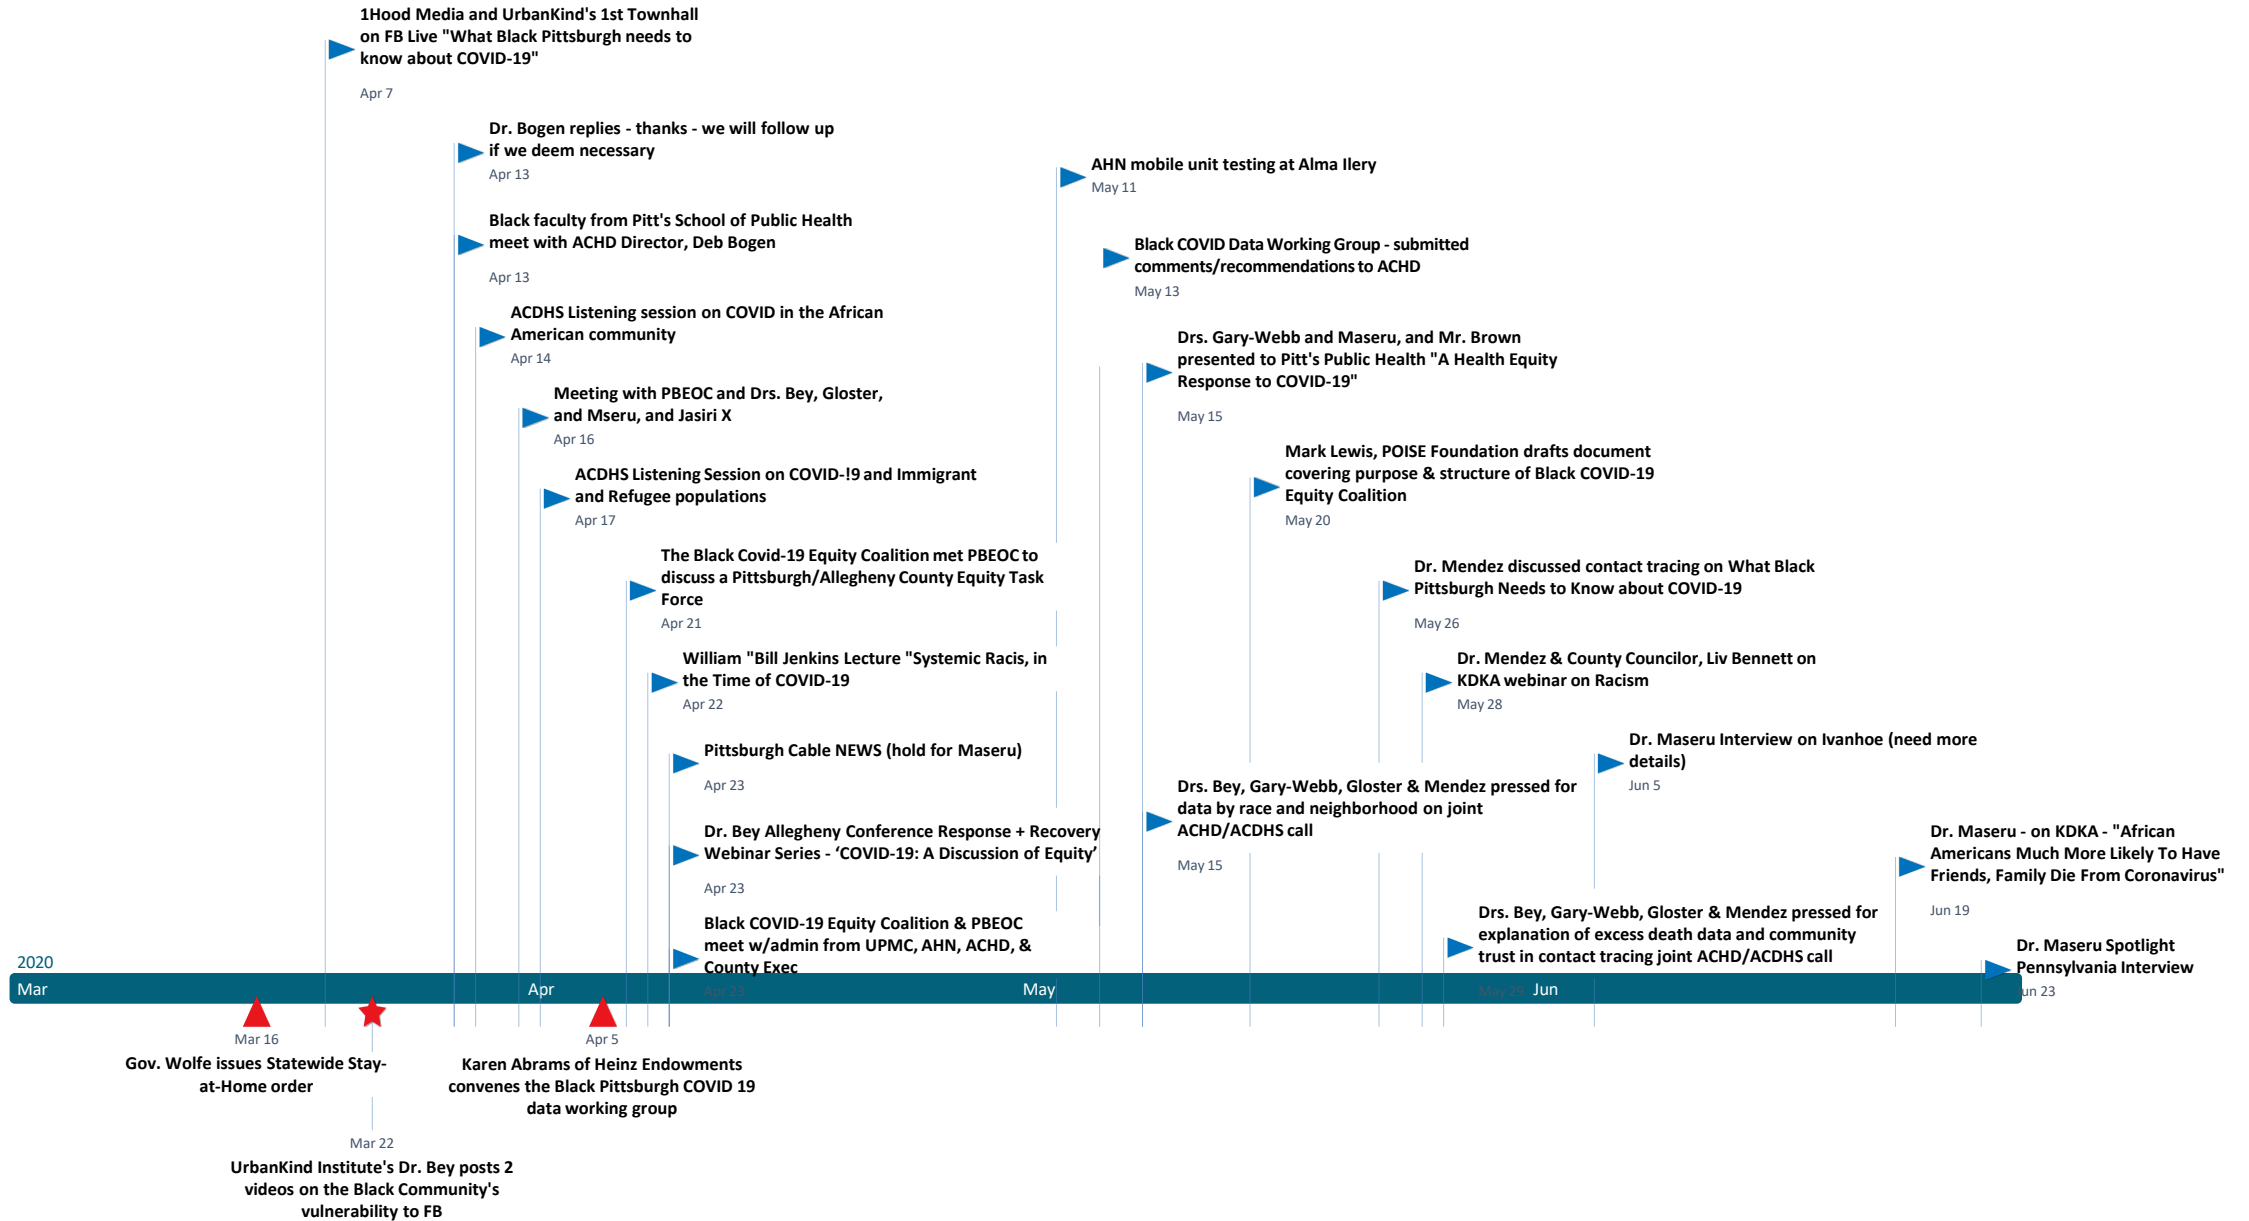 1Hood Media and UrbanKind's 1st Townhall
on FB Live "What Black Pittsburgh needs to
know about COVID-19"
Apr 7
Dr. Bogen replies - thanks - we will follow up
if we deem necessary
Apr 13
Black faculty from Pitt's School of Public Health
meet with ACHD Director, Deb Bogen
Apr 13
ACDHS Listening session on COVID in the African
American community
Apr 14
Meeting with PBEOC and Drs. Bey, Gloster,
and Mseru, and Jasiri X
Apr 16
ACDHS Listening Session on COVID-!9 and Immigrant
and Refugee populations
Apr 17
The Black Covid-19 Equity Coalition met PBEOC to
discuss a Pittsburgh/Allegheny County Equity Task
Force
Apr 21
William "Bill Jenkins Lecture "Systemic Racis, in
the Time of COVID-19
Apr 22
Pittsburgh Cable NEWS (hold for Maseru)
Apr 23
Dr. Bey Allegheny Conference Response + Recovery
Webinar Series - ‘COVID-19: A Discussion of Equity’
Apr 23
Black COVID-19 Equity Coalition & PBEOC
meet w/admin from UPMC, AHN, ACHD, &
County Exec
Apr 23
AHN mobile unit testing at Alma Ilery
May 11
Black COVID Data Working Group - submitted
comments/recommendations to ACHD
May 13
Drs. Gary-Webb and Maseru, and Mr. Brown
presented to Pitt's Public Health "A Health Equity
Response to COVID-19"
May 15
Mark Lewis, POISE Foundation drafts document
covering purpose & structure of Black COVID-19
Equity Coalition
May 20
Dr. Mendez discussed contact tracing on What Black
Pittsburgh Needs to Know about COVID-19
May 26
Dr. Mendez & County Councilor, Liv Bennett on
KDKA webinar on Racism
May 28
Dr. Maseru Interview on Ivanhoe (need more
details)
Jun 5
Drs. Bey, Gary-Webb, Gloster & Mendez pressed for
data by race and neighborhood on joint
ACHD/ACDHS call
May 15
Dr. Maseru - on KDKA - "African
Americans Much More Likely To Have
Friends, Family Die From Coronavirus"
Jun 19
Drs. Bey, Gary-Webb, Gloster & Mendez pressed for
explanation of excess death data and community
trust in contact tracing joint ACHD/ACDHS call
May 29
Dr. Maseru Spotlight
Pennsylvania Interview
Jun 23
2020
Mar
Apr
May
Jun
Mar 16
Gov. Wolfe issues Statewide Stay-
at-Home order
Apr 5
Karen Abrams of Heinz Endowments
convenes the Black Pittsburgh COVID 19
data working group
Mar 22
UrbanKind Institute's Dr. Bey posts 2
videos on the Black Community's
vulnerability to FB